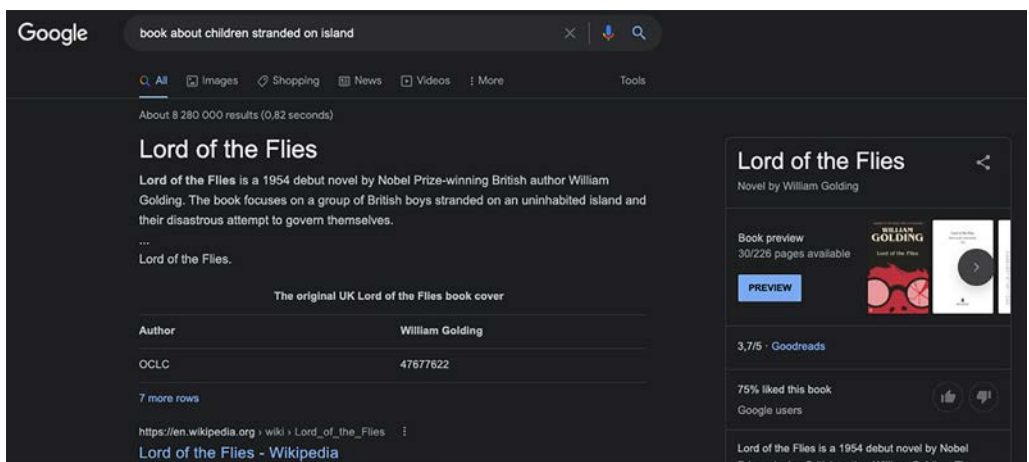 Google
book about children stranded on island
All Images Shopping News Videos More Tools
About 8 280 000 results (0,82 seconds)
Lord of the Flies
Lord of the Flies is a 1954 debut novel by Nobel Prize-winning British author William
Golding. The book focuses on a group of British boys stranded on an uninhabited island and
their disastrous attempt to govern themselves.
...
Lord of the Flies.
The original UK Lord of the Flies book cover
Author William Golding
OCLC 47677622
7 more rows
https://en.wikipedia.org › wiki › Lord_of_the_Flies
Lord of the Flies - Wikipedia
Lord of the Flies
Novel by William Golding
Book preview
30/226 pages available
PREVIEW
WILLIAM
GOLDING
Lord of the Flies
3,7/5 · Goodreads
75% liked this book
Google users
Lord of the Flies is a 1954 debut novel by Nobel